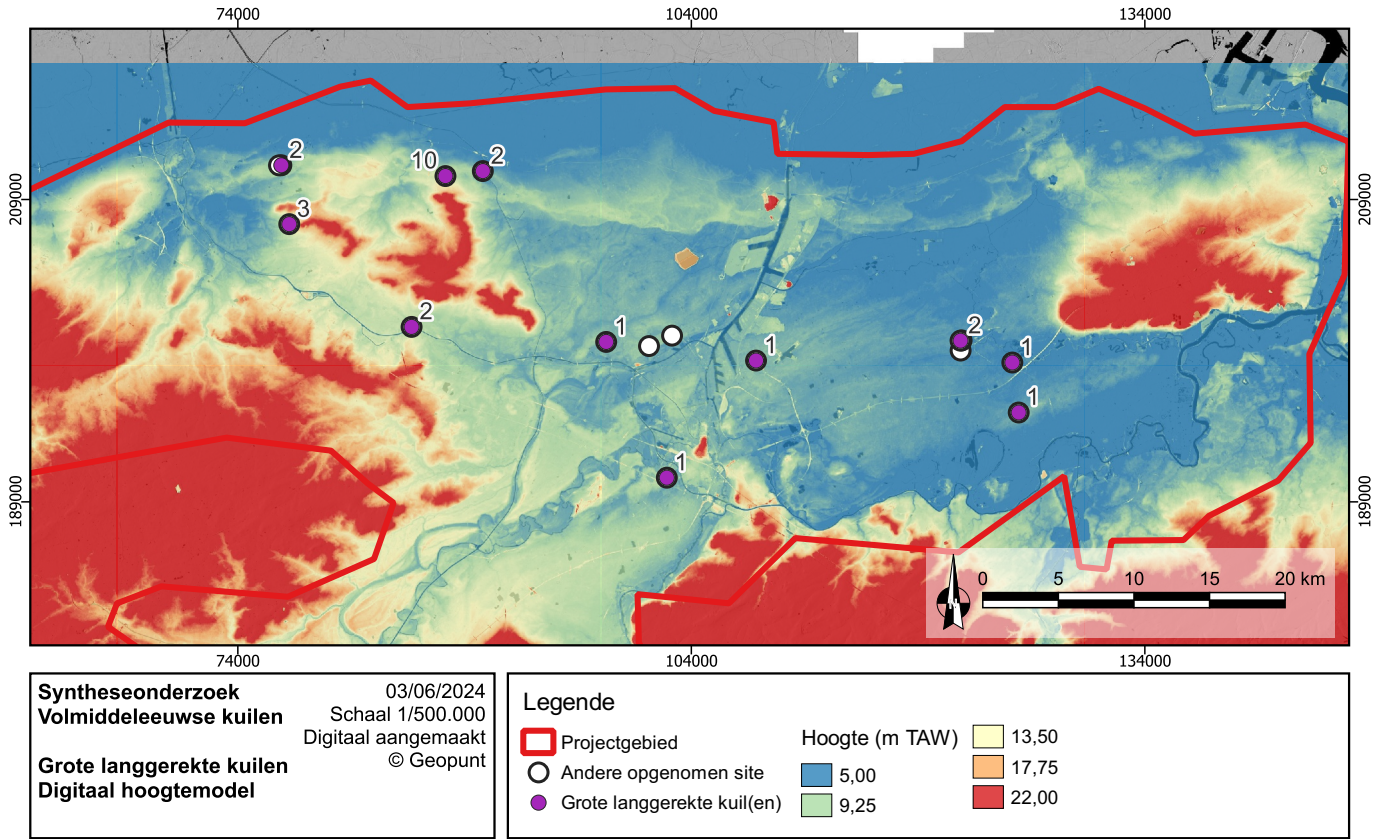 74000
104000
134000
209000
209000
2
10
2
3
2
1
1
2
1
1
1
189000
189000
0 5 10 15 20 km
N
74000
104000
134000
Syntheseonderzoek
Volmiddeleeuwse kuilen
Grote langgerekte kuilen
Digitaal hoogtemodel
03/06/2024
Schaal 1/500.000
Digitaal aangemaakt
© Geopunt
Legende
Projectgebied
Andere opgenomen site
Grote langgerekte kuil(en)
Hoogte (m TAW)
5,00
9,25
13,50
17,75
22,00